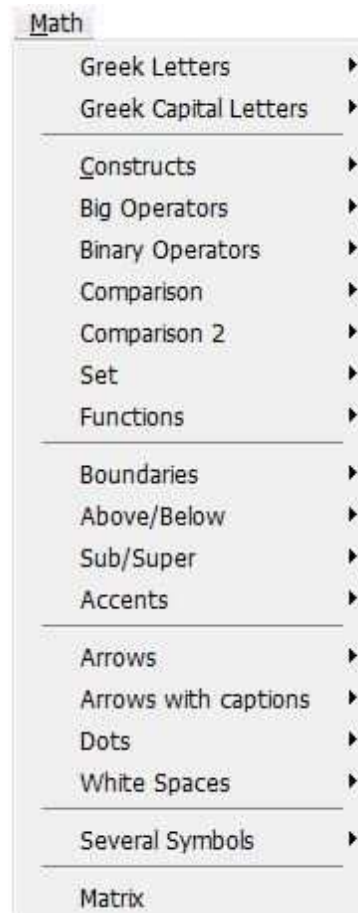 Math
Greek Letters
Greek Capital Letters
Constructs
Big Operators
Binary Operators
Comparison
Comparison 2
Set
Functions
Boundaries
Above/Below
Sub/Super
Accents
Arrows
Arrows with captions
Dots
White Spaces
Several Symbols
Matrix